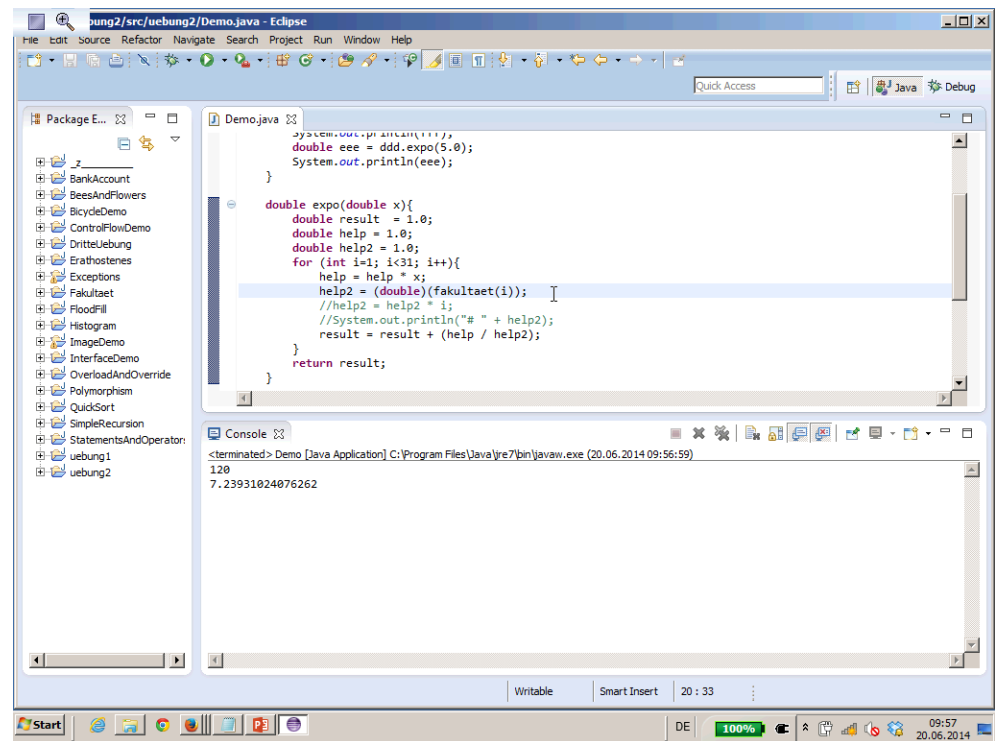 ung2/src/uebung2/Demo.java - Eclipse
File Edit Source Refactor Navigate Search Project Run Window Help
Quick Access
Java
Debug
Package E...
_z_________
BankAccount
BeesAndFlowers
BicycleDemo
ControlFlowDemo
DritteUebung
Erathostenes
Exceptions
Fakultaet
FloodFill
Histogram
ImageDemo
InterfaceDemo
OverloadAndOverride
Polymorphism
QuickSort
SimpleRecursion
StatementsAndOperator
uebung1
uebung2
Demo.java
System.out.println(fff);
double eee = ddd.expo(5.0);
System.out.println(eee);
}
double expo(double x){
double result  = 1.0;
double help = 1.0;
double help2 = 1.0;
for (int i=1; i<31; i++){
help = help * x;
help2 = (double)(fakultaet(i));
//help2 = help2 * i;
//System.out.println("# " + help2);
result = result + (help / help2);
}
return result;
}
Console
<terminated> Demo [Java Application] C:\Program Files\Java\jre7\bin\javaw.exe (20.06.2014 09:56:59)
120
7.23931024076262
Writable
Smart Insert
20 : 33
Start
DE
100%
09:57
20.06.2014